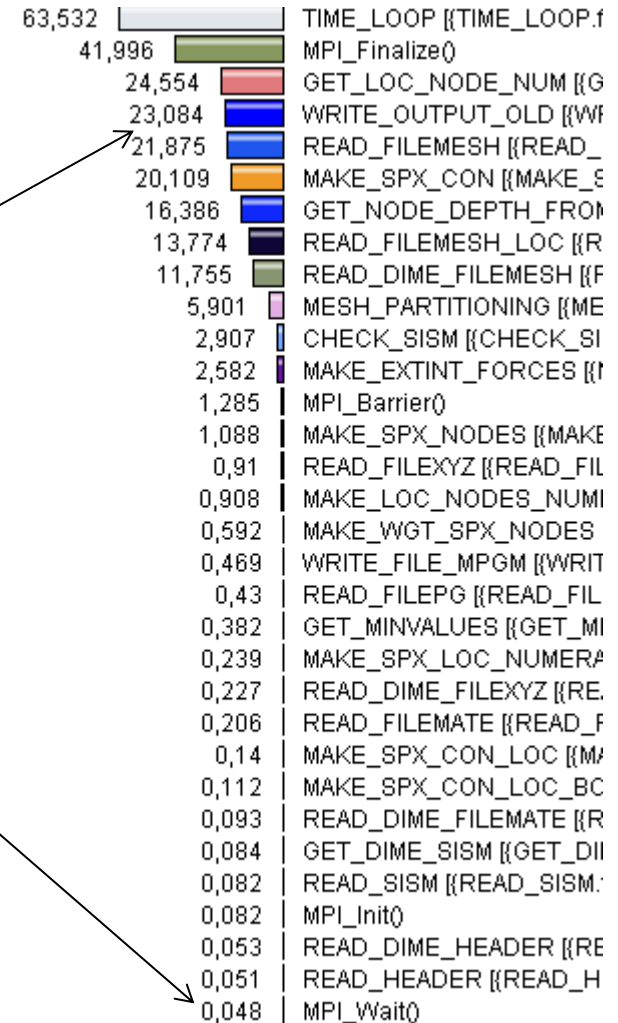 63,532 TIME_LOOP [{TIME_LOOP.f
41,996 MPI_Finalize()
24,554 GET_LOC_NODE_NUM [{G
23,084 WRITE_OUTPUT_OLD [{WR
21,875 READ_FILEMESH [{READ_
20,109 MAKE_SPX_CON [{MAKE_S
16,386 GET_NODE_DEPTH_FROM
13,774 READ_FILEMESH_LOC [{R
11,755 READ_DIME_FILEMESH [{R
5,901 MESH_PARTITIONING [{ME
2,907 CHECK_SISM [{CHECK_SI
2,582 MAKE_EXTINT_FORCES [{M
1,285 MPI_Barrier()
1,088 MAKE_SPX_NODES [{MAKE
0,91 READ_FILEXYZ [{READ_FIL
0,908 MAKE_LOC_NODES_NUM
0,592 MAKE_WGT_SPX_NODES
0,469 WRITE_FILE_MPGM [{WRIT
0,43 READ_FILEPG [{READ_FIL
0,382 GET_MINVALUES [{GET_MI
0,239 MAKE_SPX_LOC_NUMERA
0,227 READ_DIME_FILEXYZ [{RE
0,206 READ_FILEMATE [{READ_F
0,14 MAKE_SPX_CON_LOC [{MA
0,112 MAKE_SPX_CON_LOC_BO
0,093 READ_DIME_FILEMATE [{R
0,084 GET_DIME_SISM [{GET_DI
0,082 READ_SISM [{READ_SISM.
0,082 MPI_Init()
0,053 READ_DIME_HEADER [{RE
0,051 READ_HEADER [{READ_H
0,048 MPI_Wait()